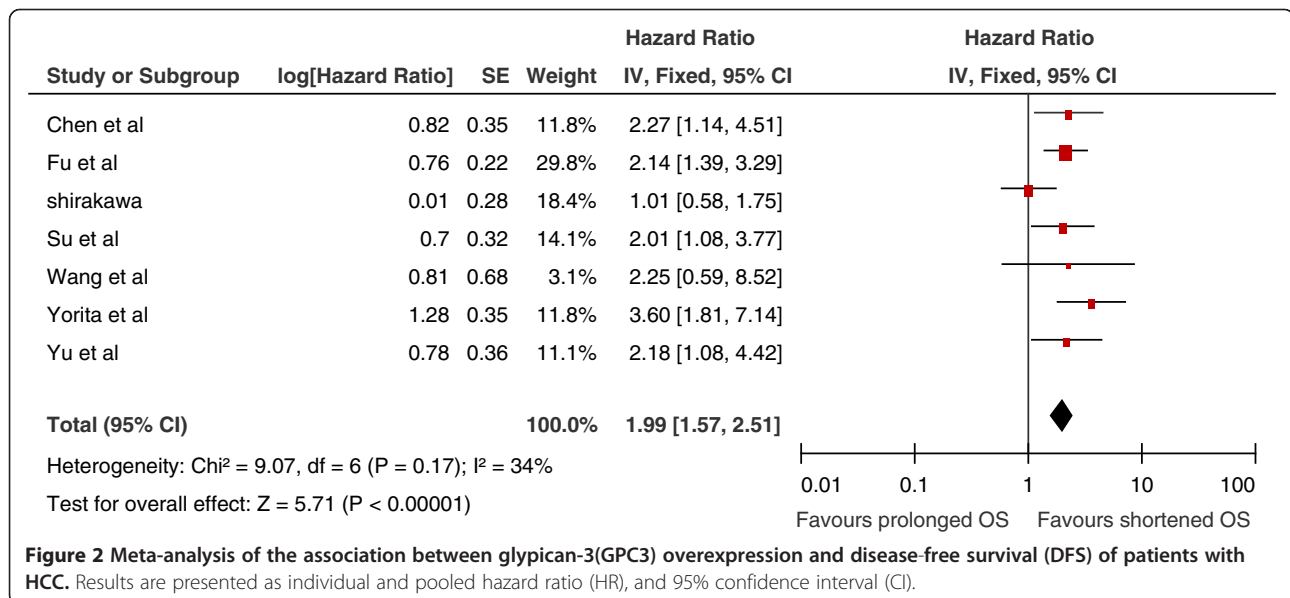 Hazard Ratio Hazard Ratio
Study or Subgroup log[Hazard Ratio] SE Weight IV, Fixed, 95% CI IV, Fixed, 95% CI
Chen et al 0.82 0.35 11.8% 2.27 [1.14, 4.51]
Fu et al 0.76 0.22 29.8% 2.14 [1.39, 3.29]
shirakawa 0.01 0.28 18.4% 1.01 [0.58, 1.75]
Su et al 0.7 0.32 14.1% 2.01 [1.08, 3.77]
Wang et al 0.81 0.68 3.1% 2.25 [0.59, 8.52]
Yorita et al 1.28 0.35 11.8% 3.60 [1.81, 7.14]
Yu et al 0.78 0.36 11.1% 2.18 [1.08, 4.42]
Total (95% CI) 100.0% 1.99 [1.57, 2.51]
Heterogeneity: Chi² = 9.07, df = 6 (P = 0.17); I² = 34%
Test for overall effect: Z = 5.71 (P < 0.00001)
0.01 0.1 1 10 100
Favours prolonged OS Favours shortened OS
Figure 2 Meta-analysis of the association between glypican-3(GPC3) overexpression and disease-free survival (DFS) of patients with
HCC. Results are presented as individual and pooled hazard ratio (HR), and 95% confidence interval (CI).